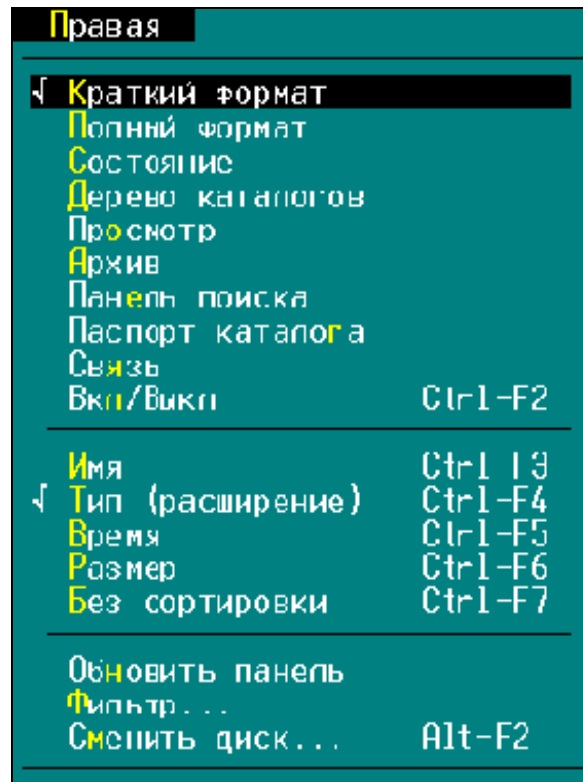 Правая
√ Краткий формат
Полный формат
Состояние
Дерево каталогов
Просмотр
Архив
Панель поиска
Паспорт каталога
Связь
Вкл/Выкл Ctrl-F2
Имя Ctrl-F3
√ Тип (расширение) Ctrl-F4
Время Ctrl-F5
Размер Ctrl-F6
Без сортировки Ctrl-F7
Обновить панель
Фильтр...
Сменить диск... Alt-F2